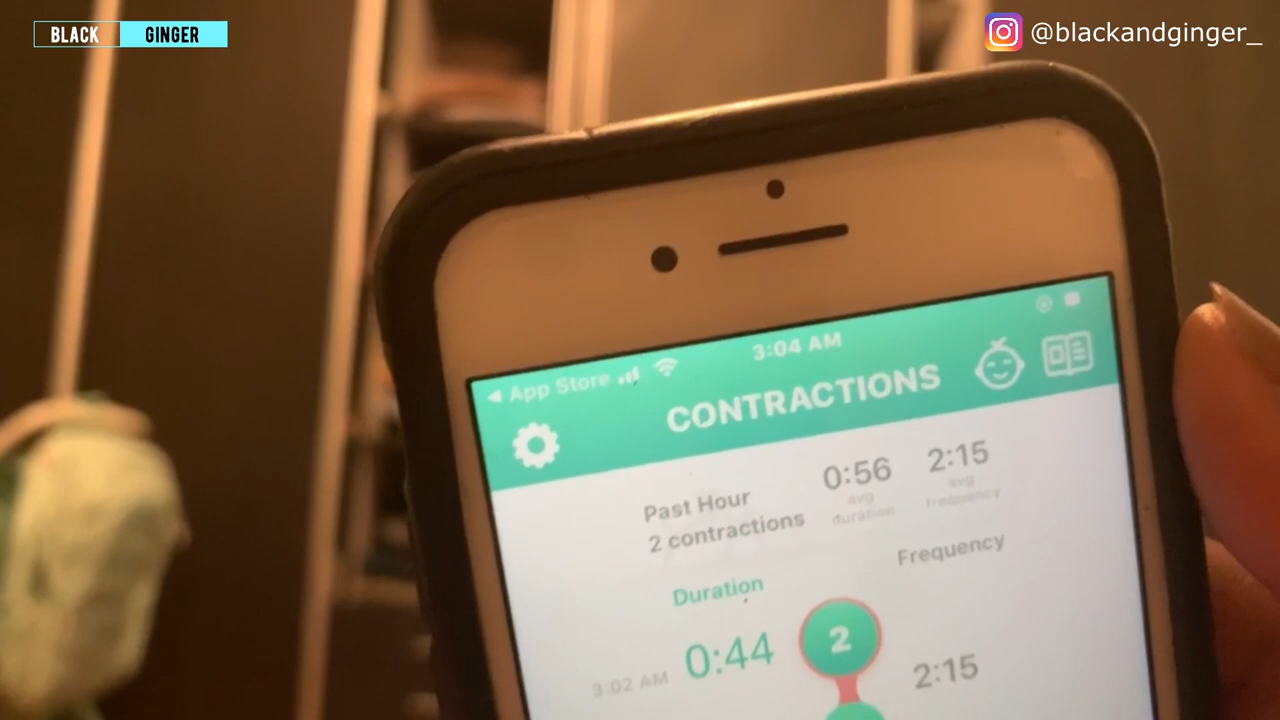 BLACK GINGER
@blackandginger_
◀ App Store 3:04 AM
CONTRACTIONS
Past Hour
2 contractions
0:56
avg
duration
2:15
avg
frequency
Duration
Frequency
3:02 AM 0:44 2 2:15